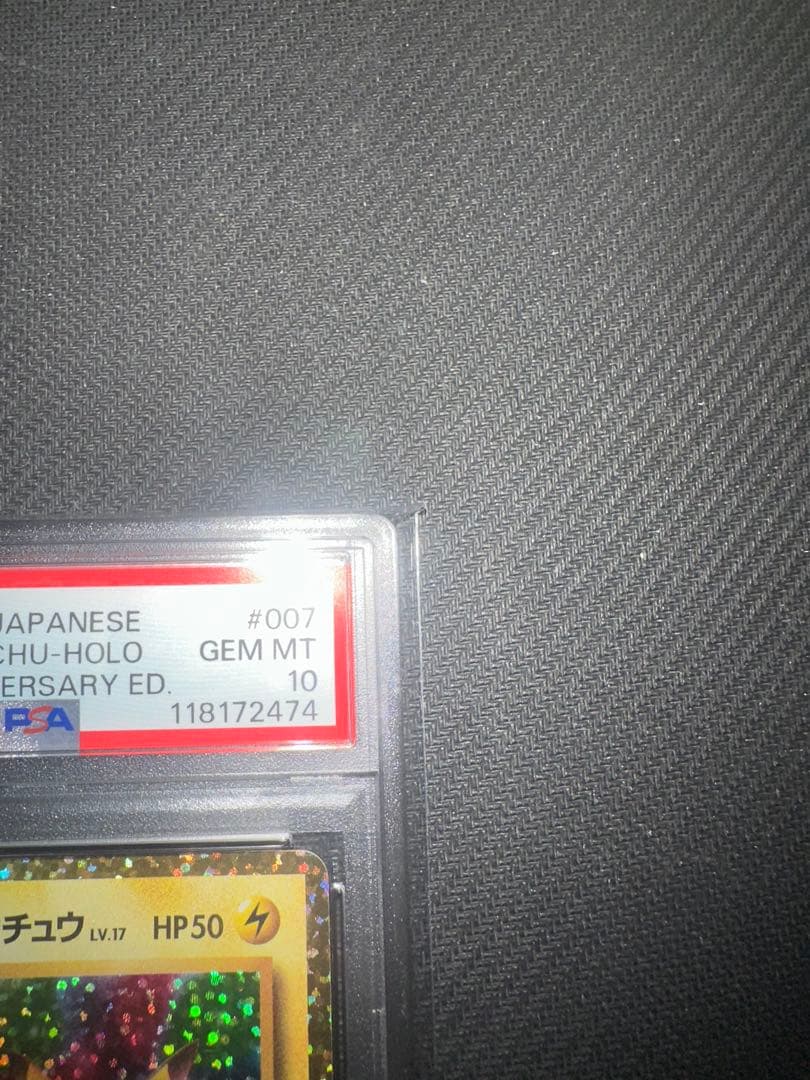 JAPANESE #007
CHU-HOLO GEM MT
ERSARY ED. 10
PSA 118172474
チュウ LV.17 HP50